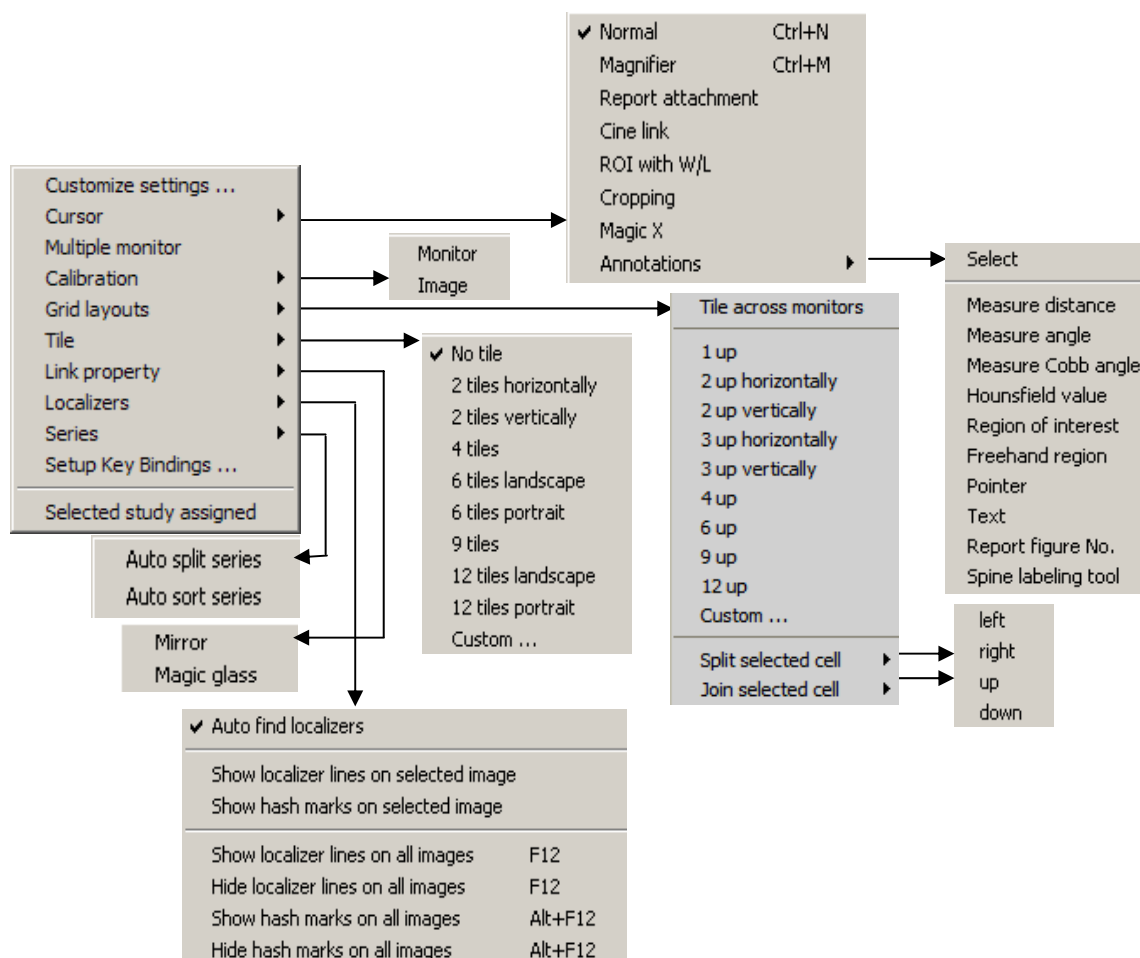 Normal Ctrl+N
Magnifier Ctrl+M
Report attachment
Cine link
ROI with W/L
Cropping
Magic X
Annotations
Customize settings ...
Cursor
Multiple monitor
Calibration
Grid layouts
Tile
Link property
Localizers
Series
Setup Key Bindings ...
Selected study assigned
Monitor
Image
Select
Measure distance
Measure angle
Measure Cobb angle
Hounsfield value
Region of interest
Freehand region
Pointer
Text
Report figure No.
Spine labeling tool
Tile across monitors
1 up
2 up horizontally
2 up vertically
3 up horizontally
3 up vertically
4 up
6 up
9 up
12 up
Custom ...
Split selected cell
Join selected cell
left
right
up
down
No tile
2 tiles horizontally
2 tiles vertically
4 tiles
6 tiles landscape
6 tiles portrait
9 tiles
12 tiles landscape
12 tiles portrait
Custom ...
Auto split series
Auto sort series
Mirror
Magic glass
Auto find localizers
Show localizer lines on selected image
Show hash marks on selected image
Show localizer lines on all images F12
Hide localizer lines on all images F12
Show hash marks on all images Alt+F12
Hide hash marks on all images Alt+F12